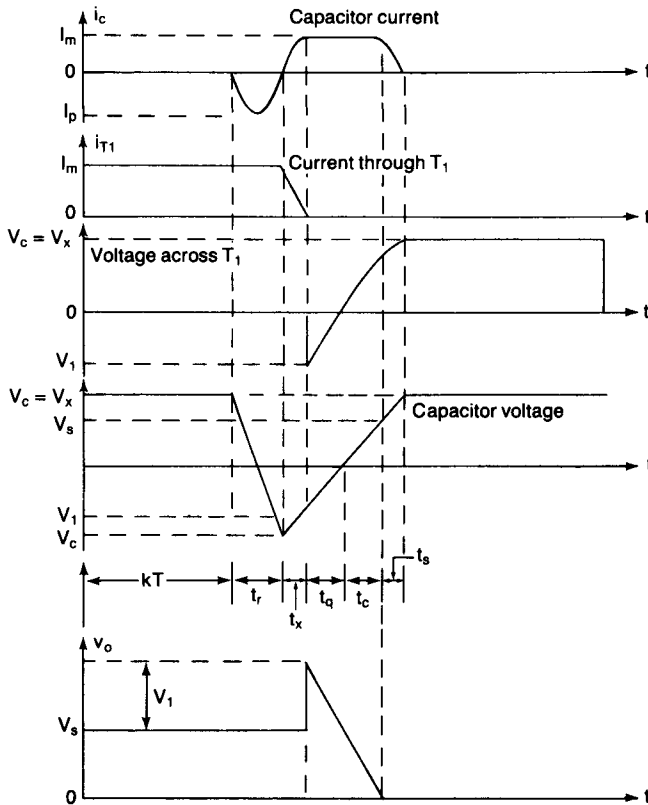 i_c
Capacitor current
I_m
0
t
I_p
i_T1
I_m
Current through T_1
0
t
V_c = V_x
Voltage across T_1
0
t
V_1
V_c = V_x
Capacitor voltage
V_s
t
V_1
V_c
t_s
kT
t_r
t_q
t_c
t_x
v_o
V_1
V_s
0
t